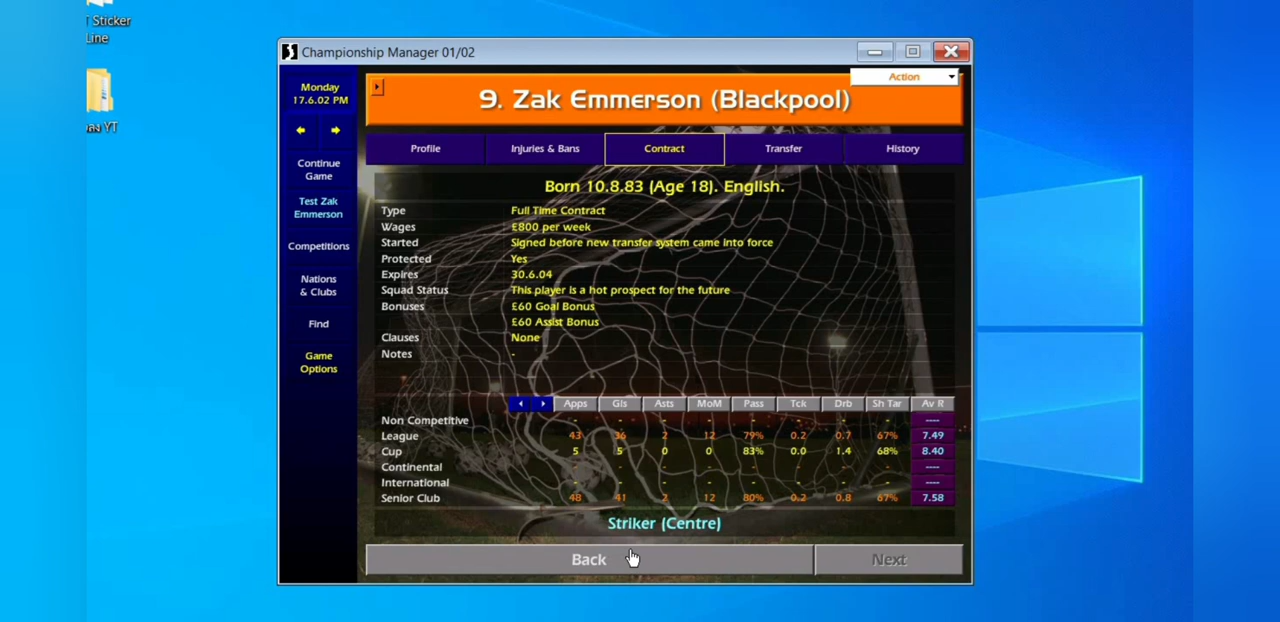 T Sticker
Line
YT
Championship Manager 01/02
Monday
17.6.02 PM
Continue
Game
Test Zak
Emmerson
Competitions
Nations
& Clubs
Find
Game
Options
Action
9. Zak Emmerson (Blackpool)
Profile Injuries & Bans Contract Transfer History
Born 10.8.83 (Age 18). English.
Type Full Time Contract
Wages £800 per week
Started Signed before new transfer system came into force
Protected Yes
Expires 30.6.04
Squad Status This player is a hot prospect for the future
Bonuses £60 Goal Bonus
£60 Assist Bonus
Clauses None
Notes -
Apps Gls Asts MoM Pass Tck Drb Sh Tar Av R
Non Competitive - - - - - - - - ----
League 43 36 2 12 79% 0.2 0.7 67% 7.49
Cup 5 5 0 0 83% 0.0 1.4 68% 8.40
Continental - - - - - - - - ----
International - - - - - - - - ----
Senior Club 48 41 2 12 80% 0.2 0.8 67% 7.58
Striker (Centre)
Back Next